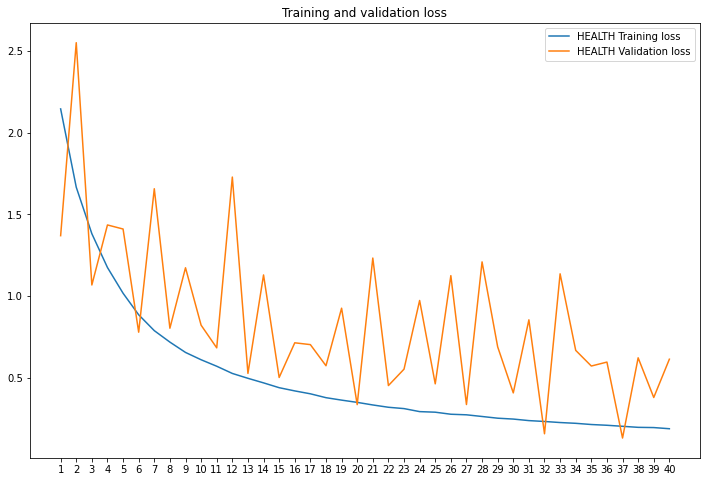 Training and validation loss
HEALTH Training loss
HEALTH Validation loss
2.5
2.0
1.5
1.0
0.5
1 2 3 4 5 6 7 8 9 10 11 12 13 14 15 16 17 18 19 20 21 22 23 24 25 26 27 28 29 30 31 32 33 34 35 36 37 38 39 40